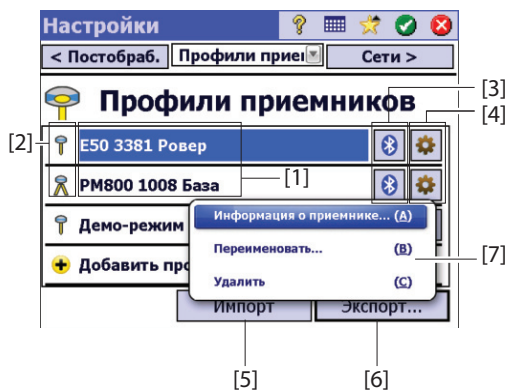 Настройки
< Постобраб. Профили прием Сети >
Профили приемников
[3]
[4]
[2] E50 3381 Ровер
PM800 1008 База [1]
Демо-режим Информация о приемнике... (A)
Переименовать... (B) [7]
Добавить про
Удалить (C)
Импорт Экспорт...
[5] [6]